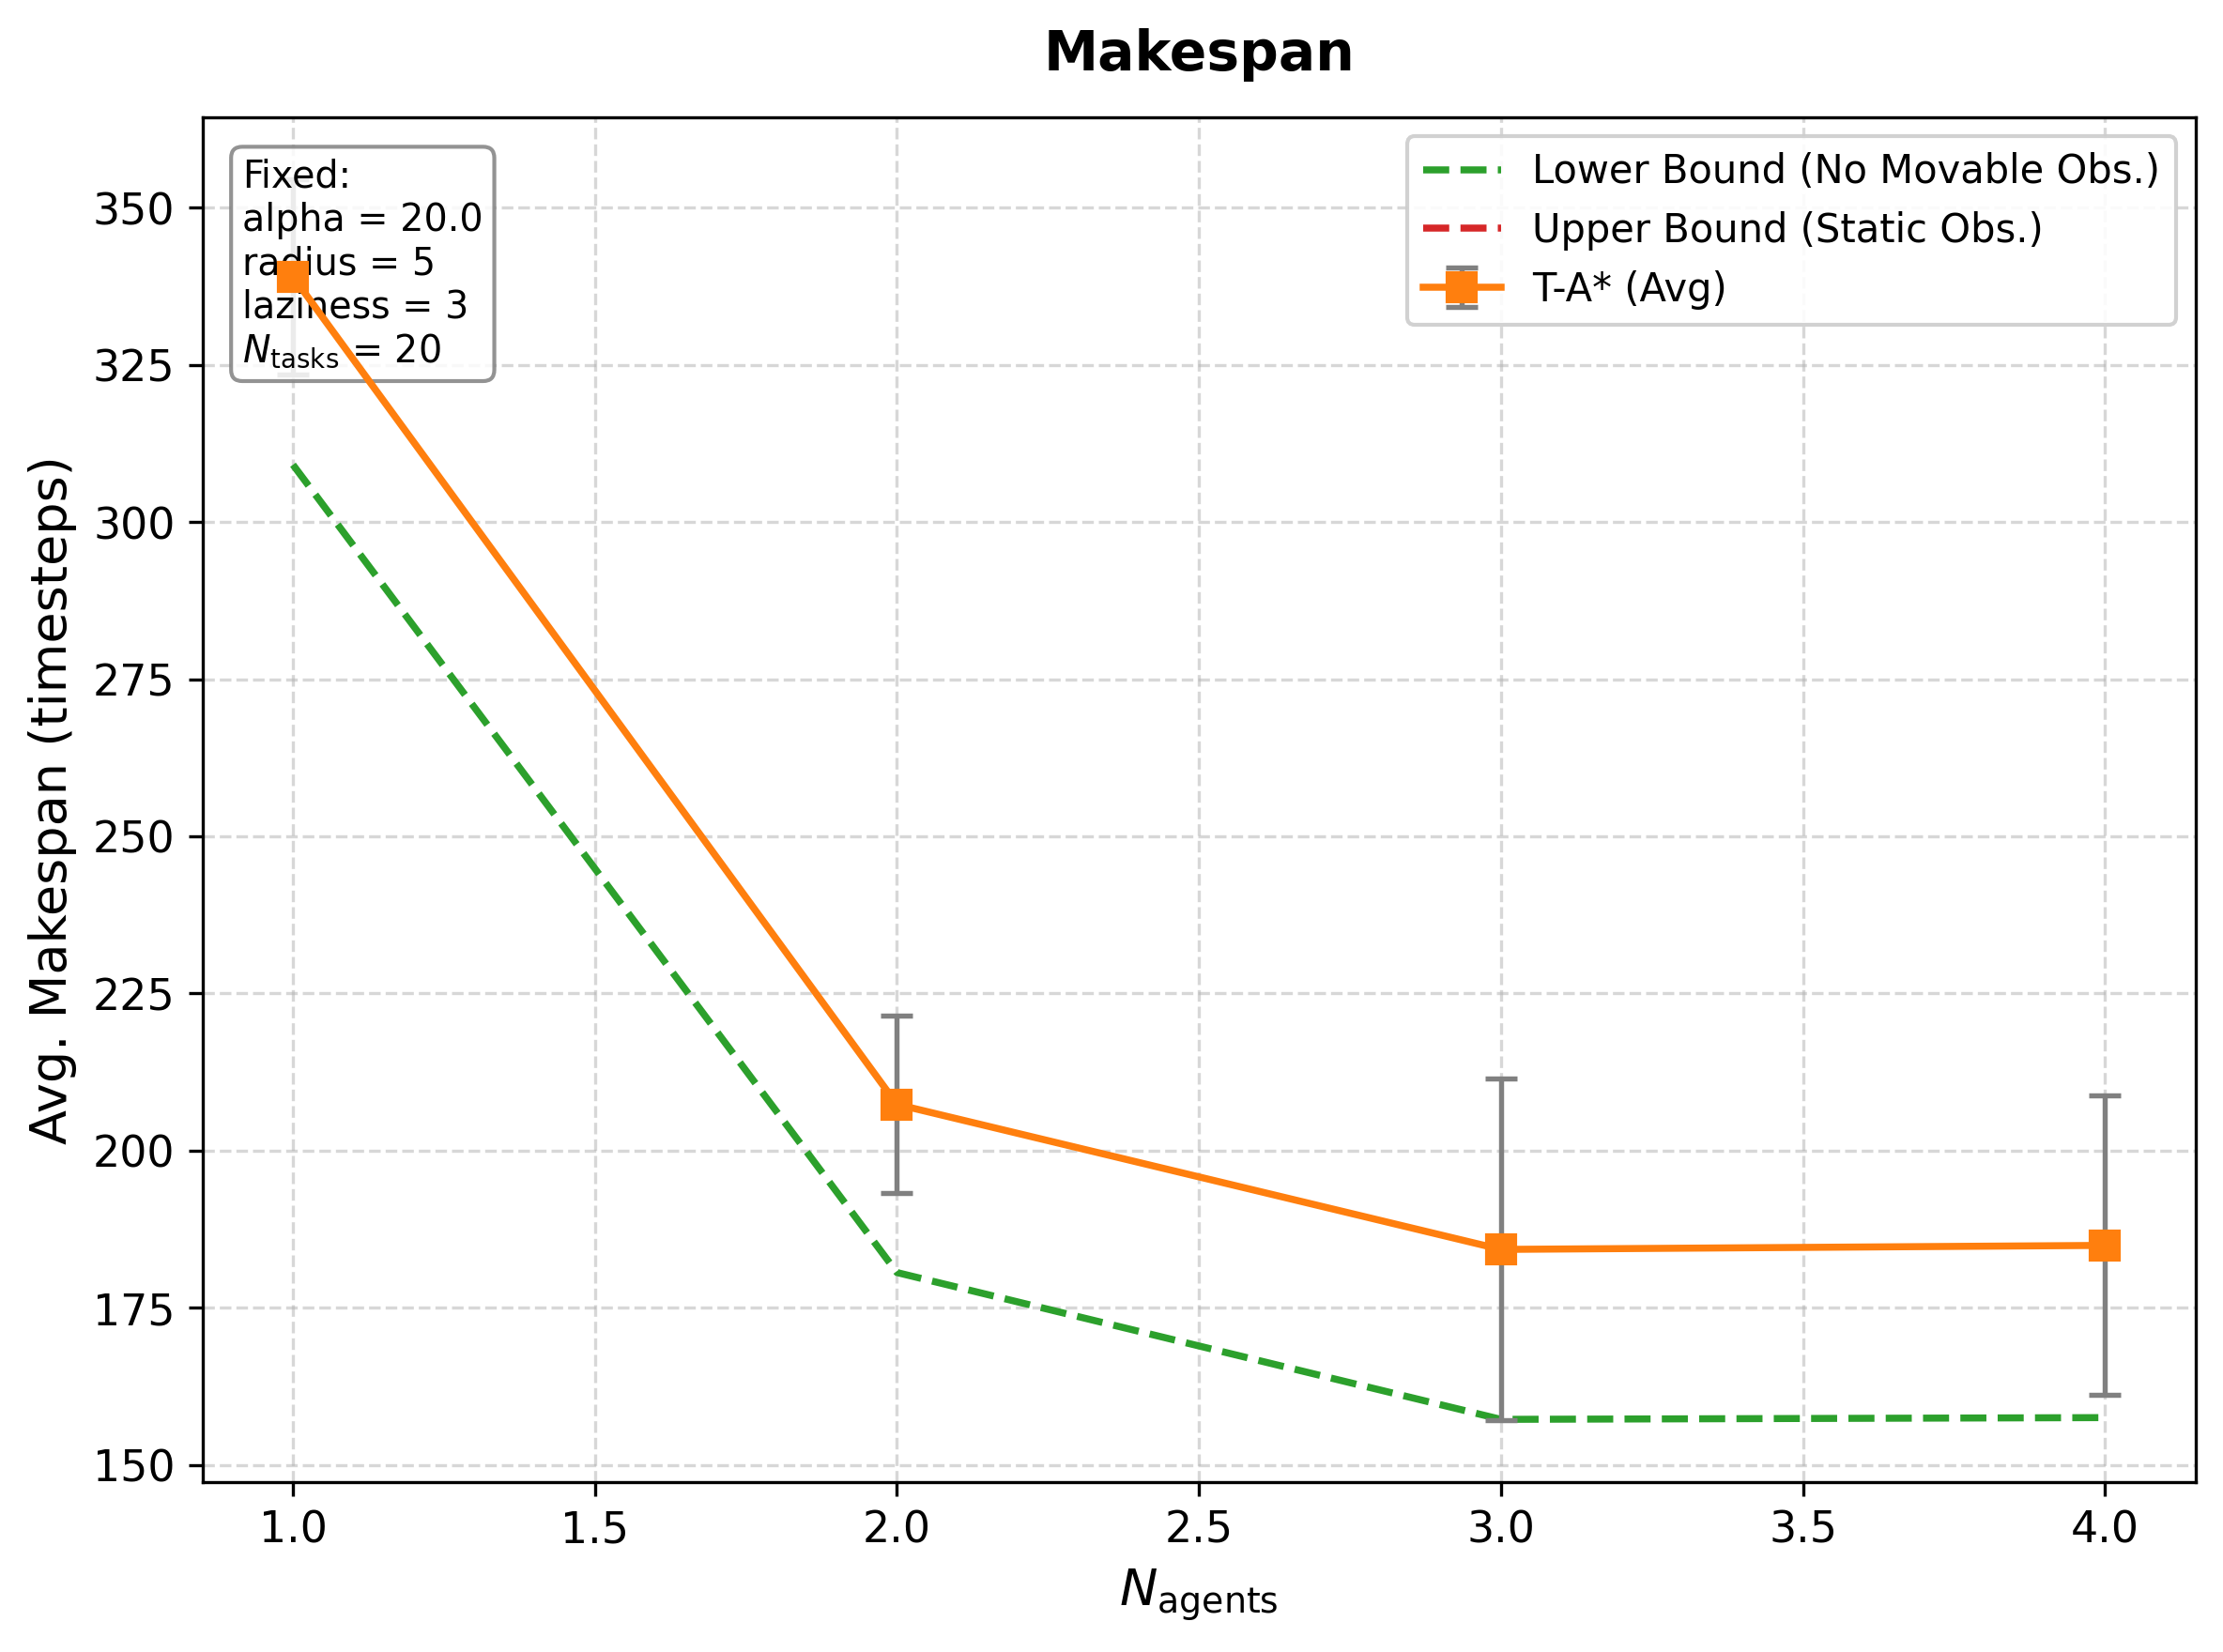 Makespan
Fixed:
alpha = 20.0
radius = 5
laziness = 3
N_tasks = 20
Lower Bound (No Movable Obs.)
Upper Bound (Static Obs.)
T-A* (Avg)
Avg. Makespan (timesteps)
350
325
300
275
250
225
200
175
150
1.0 1.5 2.0 2.5 3.0 3.5 4.0
N_agents